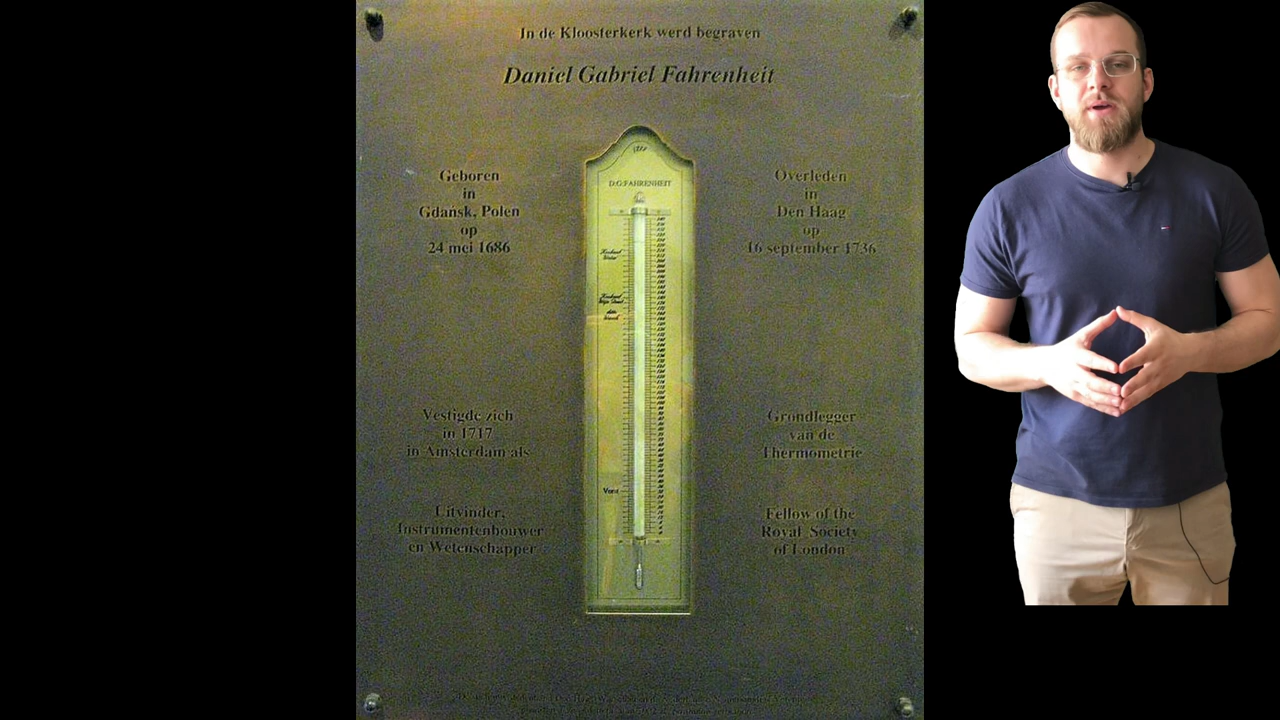 In de Kloosterkerk werd begraven
Daniel Gabriel Fahrenheit
Geboren
in
Gdańsk, Polen
op
24 mei 1686
Overleden
in
Den Haag
op
16 september 1736
D.G.FAHRENHEIT
Vestigde zich
in 1717
in Amsterdam als
Uitvinder,
Instrumentenbouwer
en Wetenschapper
Grondlegger
van de
Thermometrie
Fellow of the
Royal Society
of London